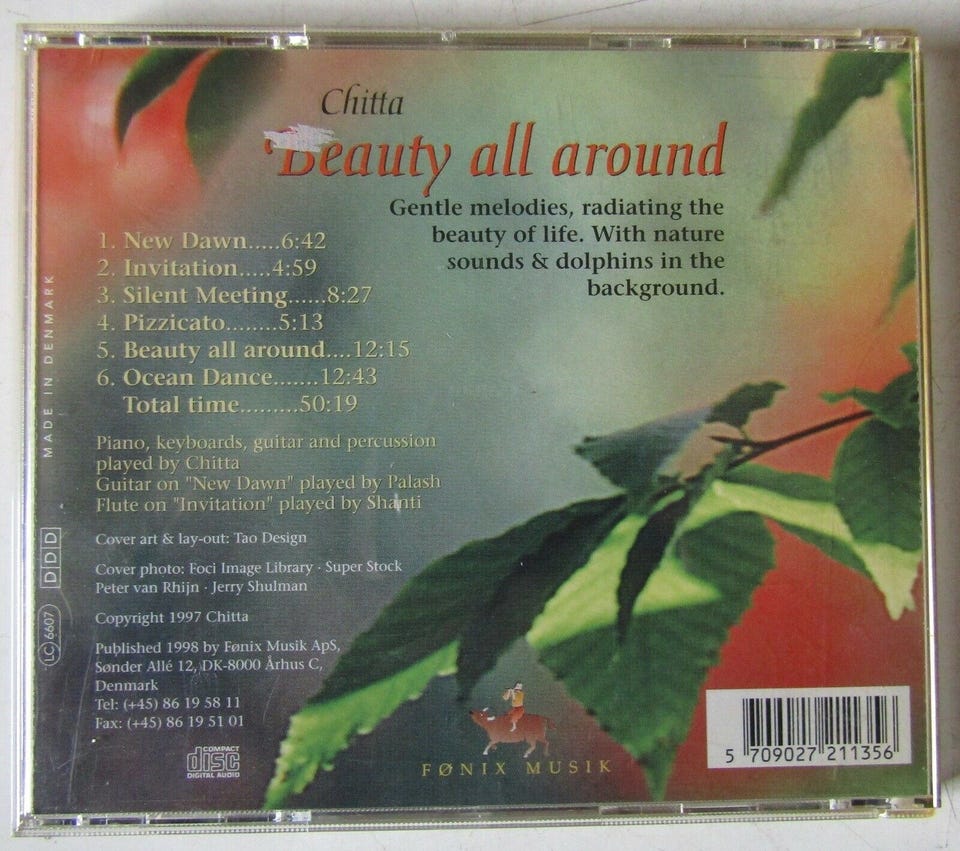 Chitta
Beauty all around
Gentle melodies, radiating the
beauty of life. With nature
sounds & dolphins in the
background.
1. New Dawn.....6:42
2. Invitation.....4:59
3. Silent Meeting......8:27
4. Pizzicato........5:13
5. Beauty all around....12:15
6. Ocean Dance.......12:43
Total time.........50:19
Piano, keyboards, guitar and percussion
played by Chitta
Guitar on "New Dawn" played by Palash
Flute on "Invitation" played by Shanti
Cover art & lay-out: Tao Design
Cover photo: Foci Image Library · Super Stock
Peter van Rhijn · Jerry Shulman
Copyright 1997 Chitta
Published 1998 by Fønix Musik ApS,
Sønder Allé 12, DK-8000 Århus C,
Denmark
Tel: (+45) 86 19 58 11
Fax: (+45) 86 19 51 01
COMPACT
disc
DIGITAL AUDIO
FØNIX MUSIK
5 709027 211356
MADE IN DENMARK
DDD
LC 6607